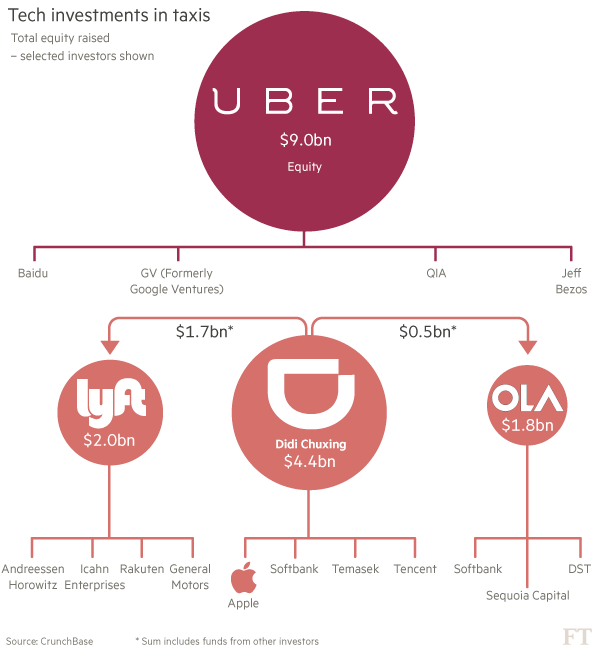 Tech investments in taxis
Total equity raised
– selected investors shown
UBER
$9.0bn
Equity
Baidu
GV (Formerly
Google Ventures)
QIA
Jeff
Bezos
$1.7bn*
$0.5bn*
lyft
$2.0bn
Didi Chuxing
$4.4bn
OLA
$1.8bn
Andreessen
Horowitz
Icahn
Enterprises
Rakuten
General
Motors
Apple
Softbank
Temasek
Tencent
Softbank
Sequoia Capital
DST
Source: CrunchBase
* Sum includes funds from other investors
FT